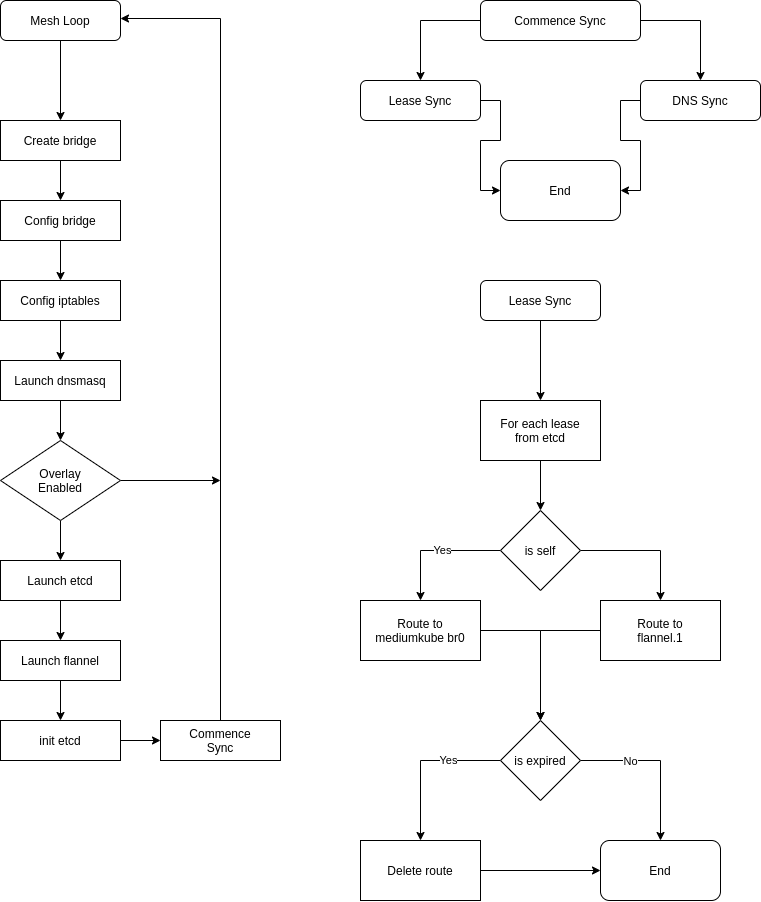 Mesh Loop
Create bridge
Config bridge
Config iptables
Launch dnsmasq
Overlay
Enabled
Launch etcd
Launch flannel
init etcd
Commence
Sync
Commence Sync
Lease Sync
DNS Sync
End
Lease Sync
For each lease
from etcd
is self
Yes
Route to
mediumkube br0
Route to
flannel.1
is expired
Yes
No
Delete route
End